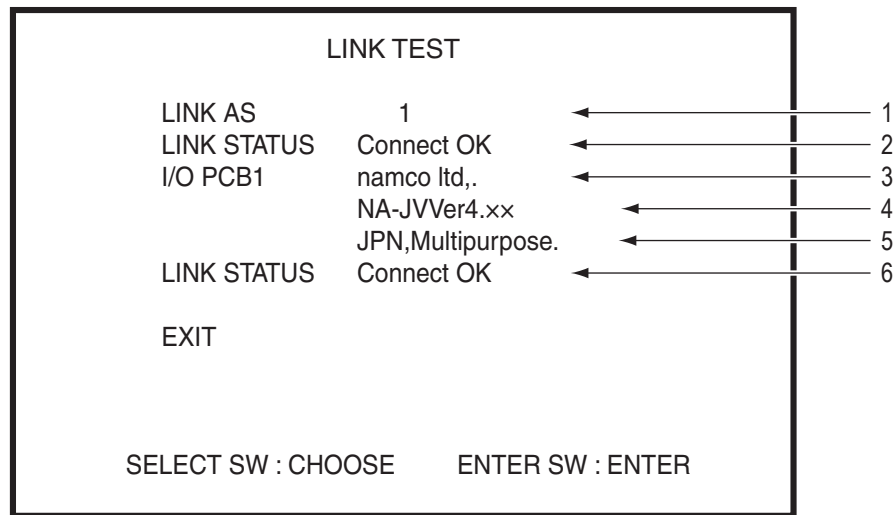 LINK TEST
LINK AS 1 1
LINK STATUS Connect OK 2
I/O PCB1 namco ltd,. 3
NA-JVVer4.×× 4
JPN,Multipurpose. 5
LINK STATUS Connect OK 6
EXIT
SELECT SW : CHOOSE ENTER SW : ENTER